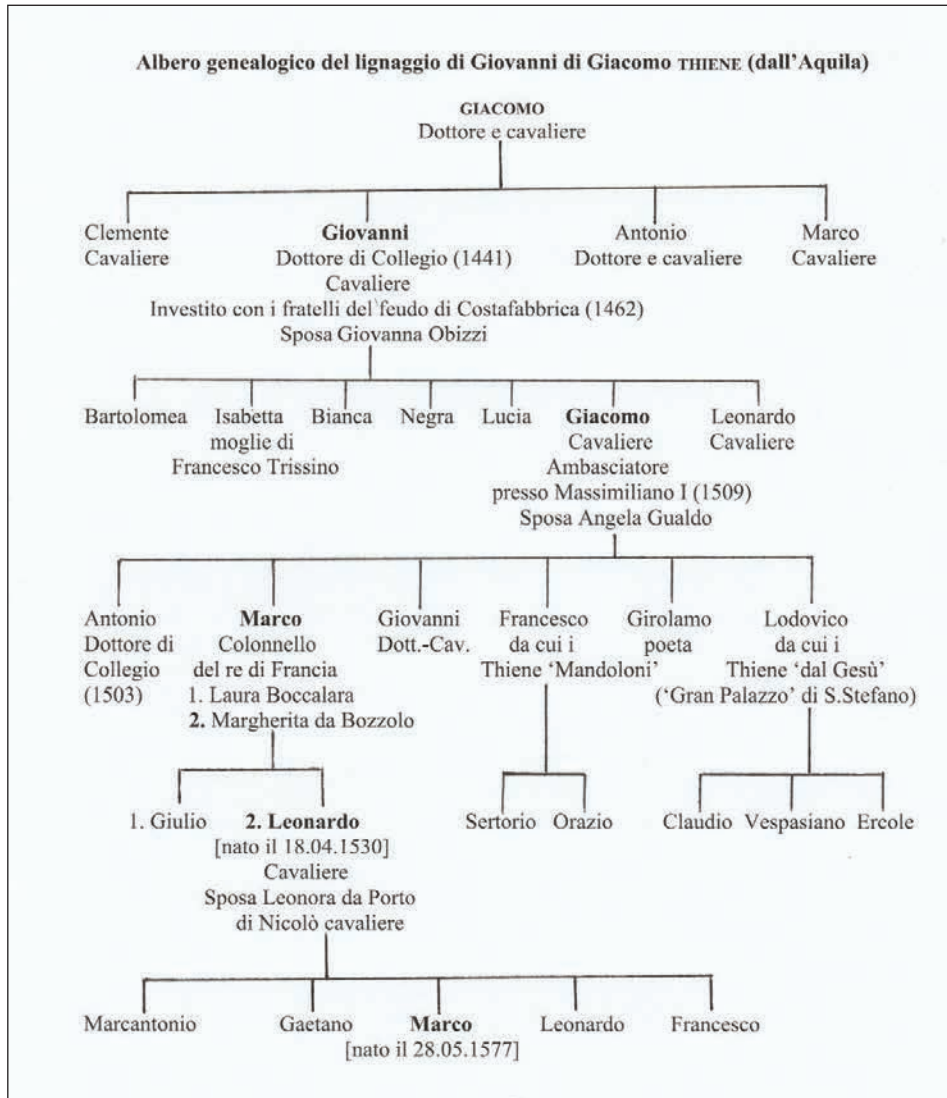 Albero genealogico del lignaggio di Giovanni di Giacomo THIENE (dall'Aquila)
GIACOMO
Dottore e cavaliere
Clemente
Cavaliere
Giovanni
Dottore di Collegio (1441)
Cavaliere
Investito con i fratelli del feudo di Costafabbrica (1462)
Sposa Giovanna Obizzi
Antonio
Dottore e cavaliere
Marco
Cavaliere
Bartolomea
Isabetta
moglie di
Francesco Trissino
Bianca
Negra
Lucia
Giacomo
Cavaliere
Ambasciatore
presso Massimiliano I (1509)
Sposa Angela Gualdo
Leonardo
Cavaliere
Antonio
Dottore di
Collegio
(1503)
Marco
Colonnello
del re di Francia
1. Laura Boccalara
2. Margherita da Bozzolo
Giovanni
Dott.-Cav.
Francesco
da cui i
Thiene 'Mandoloni'
Girolamo
poeta
Lodovico
da cui i
Thiene 'dal Gesù'
('Gran Palazzo' di S.Stefano)
1. Giulio
2. Leonardo
[nato il 18.04.1530]
Cavaliere
Sposa Leonora da Porto
di Nicolò cavaliere
Sertorio
Orazio
Claudio
Vespasiano
Ercole
Marcantonio
Gaetano
Marco
[nato il 28.05.1577]
Leonardo
Francesco